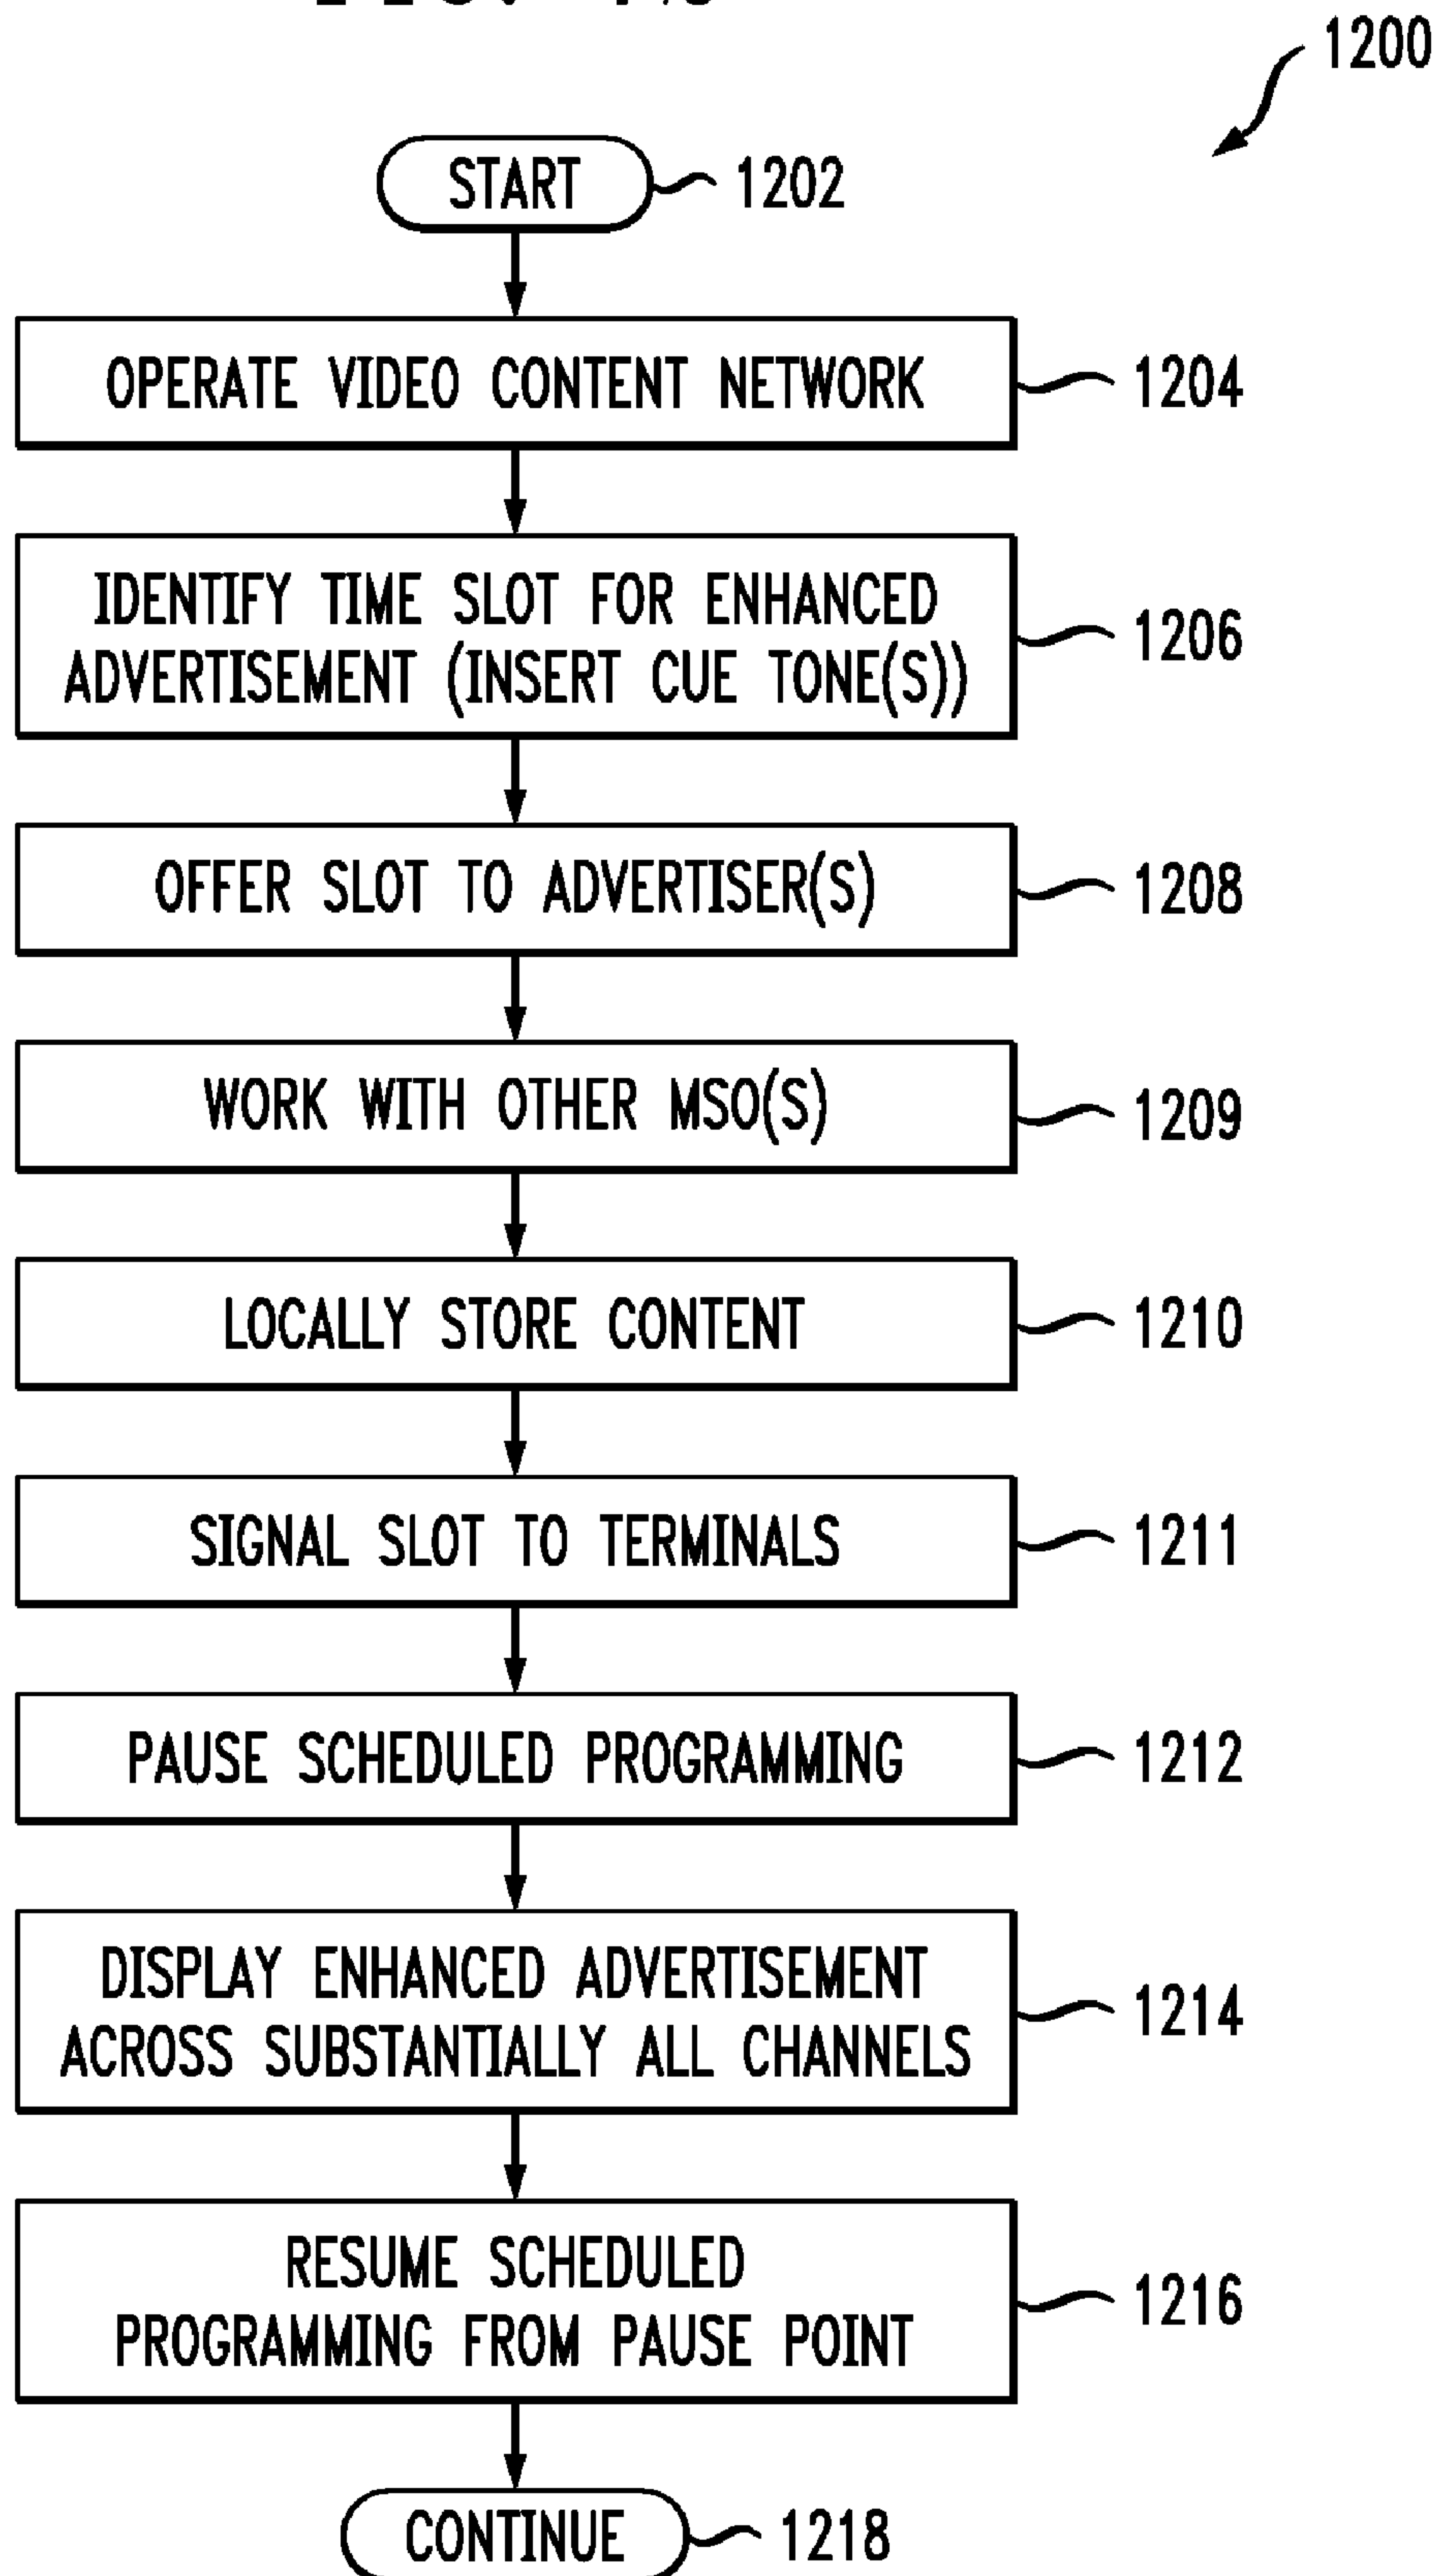 1200
START
1202
OPERATE VIDEO CONTENT NETWORK
1204
IDENTIFY TIME SLOT FOR ENHANCED
ADVERTISEMENT (INSERT CUE TONE(S))
1206
OFFER SLOT TO ADVERTISER(S)
1208
WORK WITH OTHER MSO(S)
1209
LOCALLY STORE CONTENT
1210
SIGNAL SLOT TO TERMINALS
1211
PAUSE SCHEDULED PROGRAMMING
1212
DISPLAY ENHANCED ADVERTISEMENT
ACROSS SUBSTANTIALLY ALL CHANNELS
1214
RESUME SCHEDULED
PROGRAMMING FROM PAUSE POINT
1216
CONTINUE
1218